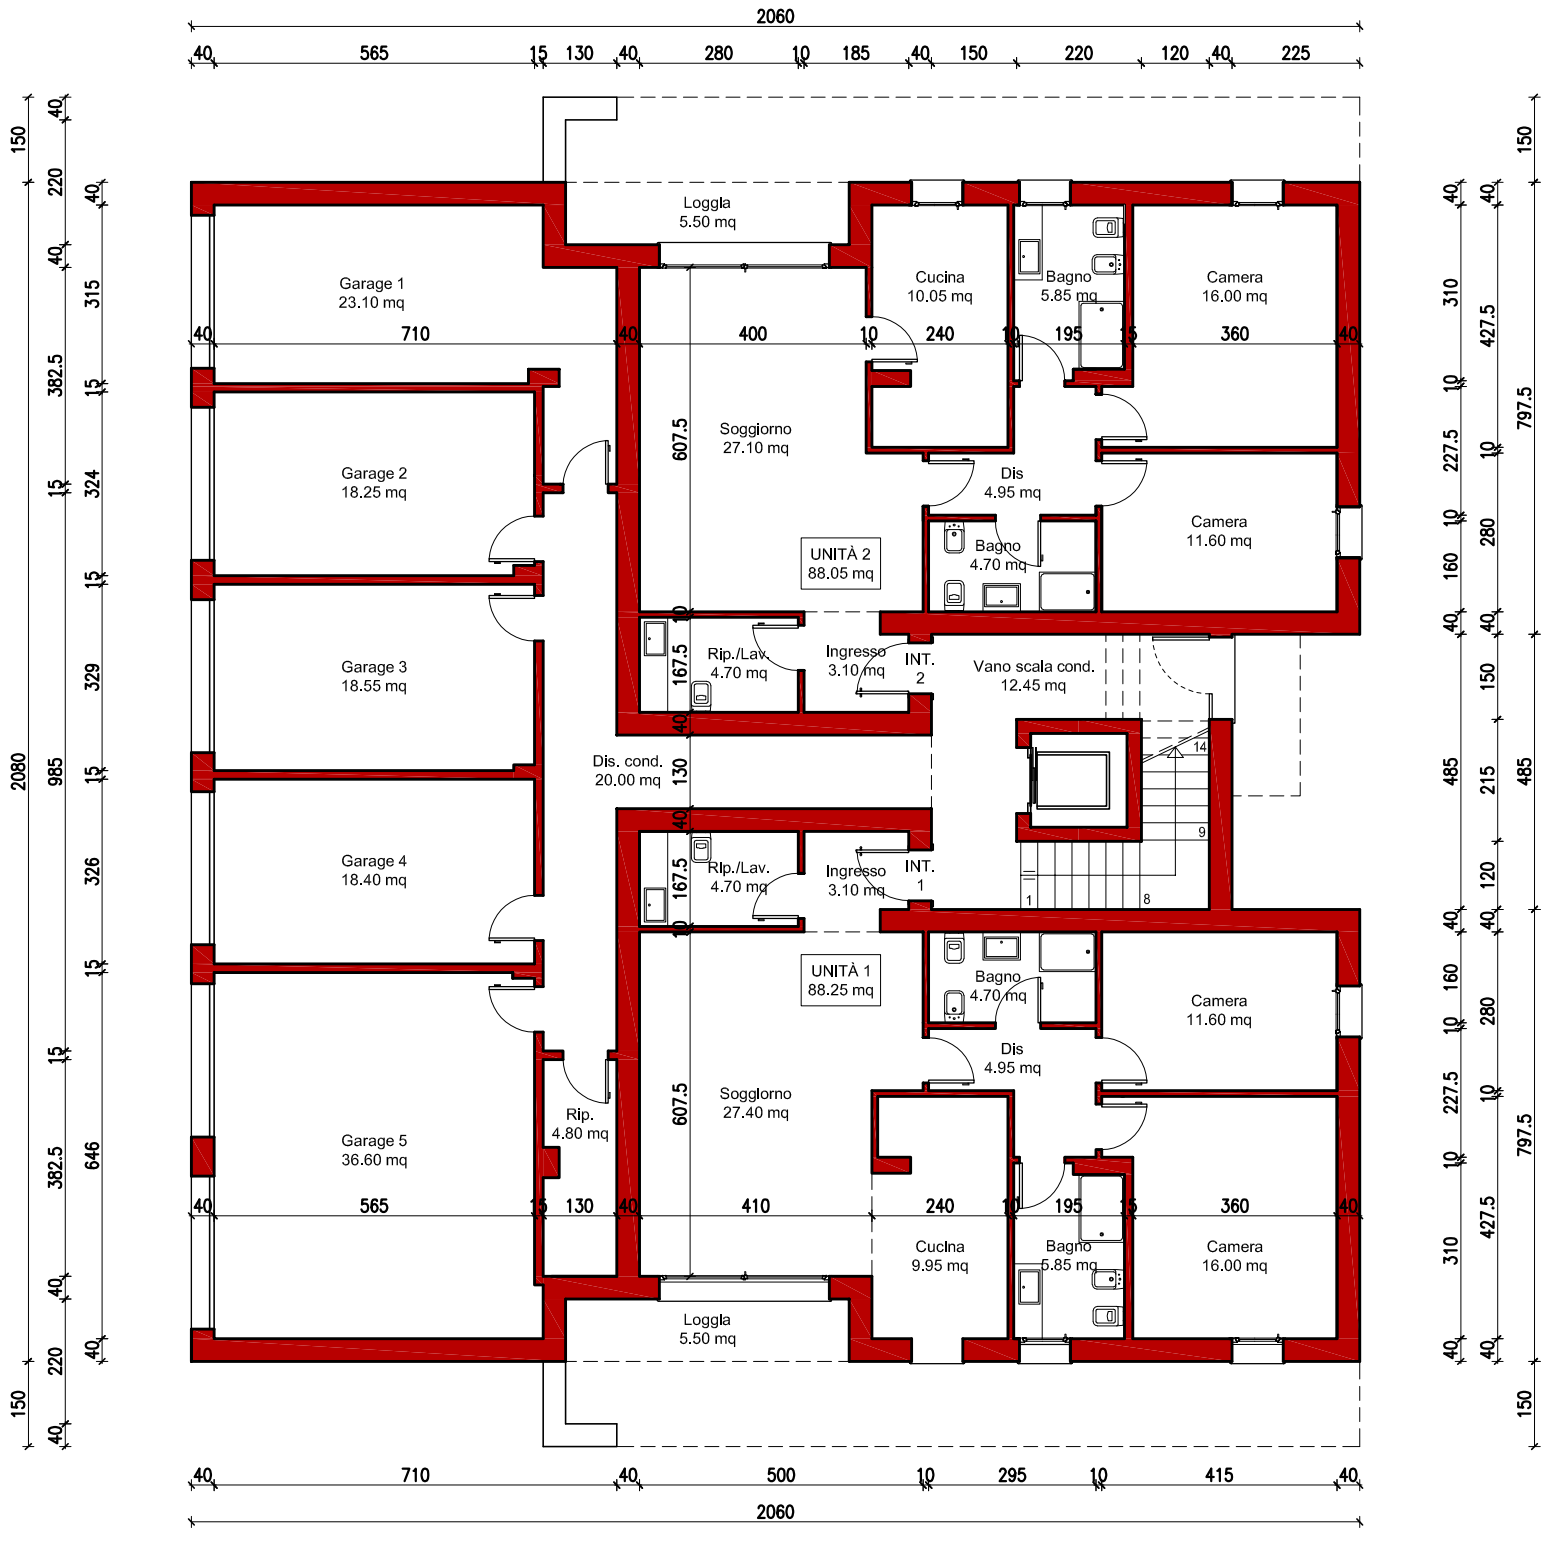 2060
40 565 15 130 40 280 10 185 40 150 220 120 40 225
150
2080
150
40
220
40
382.5
15
985
15
382.5
40
220
40
40
315
15
324
15
329
15
326
15
646
40
Loggia
5.50 mq
Garage 1
23.10 mq
Cucina
10.05 mq
Bagno
5.85 mq
Camera
16.00 mq
40 710 40 400 10 240 10 195 15 360 40
Garage 2
18.25 mq
607.5
Soggiorno
27.10 mq
Dis
4.95 mq
Camera
11.60 mq
UNITÀ 2
88.05 mq
Bagno
4.70 mq
10
167.5
40
Rip./Lav.
4.70 mq
Ingresso
3.10 mq
INT.
2
Vano scala cond.
12.45 mq
Garage 3
18.55 mq
Dis. cond.
20.00 mq
130
14
9
8
1
Garage 4
18.40 mq
40
167.5
10
Rip./Lav.
4.70 mq
Ingresso
3.10 mq
INT.
1
UNITÀ 1
88.25 mq
Bagno
4.70 mq
Camera
11.60 mq
Dis
4.95 mq
607.5
Soggiorno
27.40 mq
Rip.
4.80 mq
Garage 5
36.60 mq
40 565 15 130 40 410 240 10 195 15 360 40
Cucina
9.95 mq
Bagno
5.85 mq
Camera
16.00 mq
Loggia
5.50 mq
40
310
10
227.5
10
160
40
485
40
160
10
227.5
10
310
40
40
427.5
10
280
40
150
215
120
40
280
10
427.5
40
150
797.5
485
797.5
150
40 710 40 500 10 295 10 415 40
2060